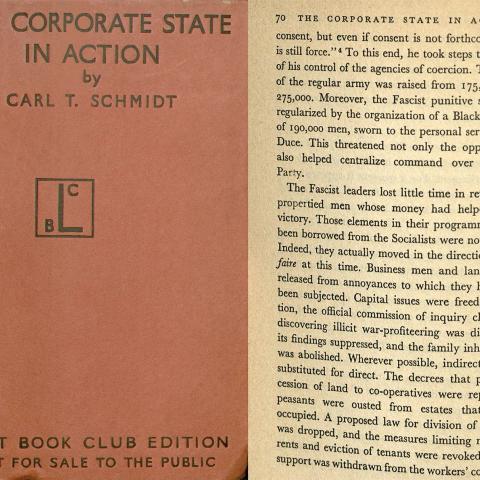 CORPORATE STATE
IN ACTION
by
CARL T. SCHMIDT
L C
B
T BOOK CLUB EDITION
T FOR SALE TO THE PUBLIC
70 THE CORPORATE STATE IN AC
consent, but even if consent is not forthco
is still force."⁴ To this end, he took steps t
of his control of the agencies of coercion. T
of the regular army was raised from 175,
275,000. Moreover, the Fascist punitive s
regularized by the organization of a Black
of 190,000 men, sworn to the personal ser
Duce. This threatened not only the opp
also helped centralize command over
Party.
The Fascist leaders lost little time in re
propertied men whose money had help
victory. Those elements in their programm
been borrowed from the Socialists were no
Indeed, they actually moved in the directio
faire at this time. Business men and lan
released from annoyances to which they h
been subjected. Capital issues were freed
tion, the official commission of inquiry ch
discovering illicit war-profiteering was di
its findings suppressed, and the family inh
was abolished. Wherever possible, indirect
substituted for direct. The decrees that p
cession of land to co-operatives were rep
peasants were ousted from estates that
occupied. A proposed law for division of
was dropped, and the measures limiting r
rents and eviction of tenants were revoked
support was withdrawn from the workers' co